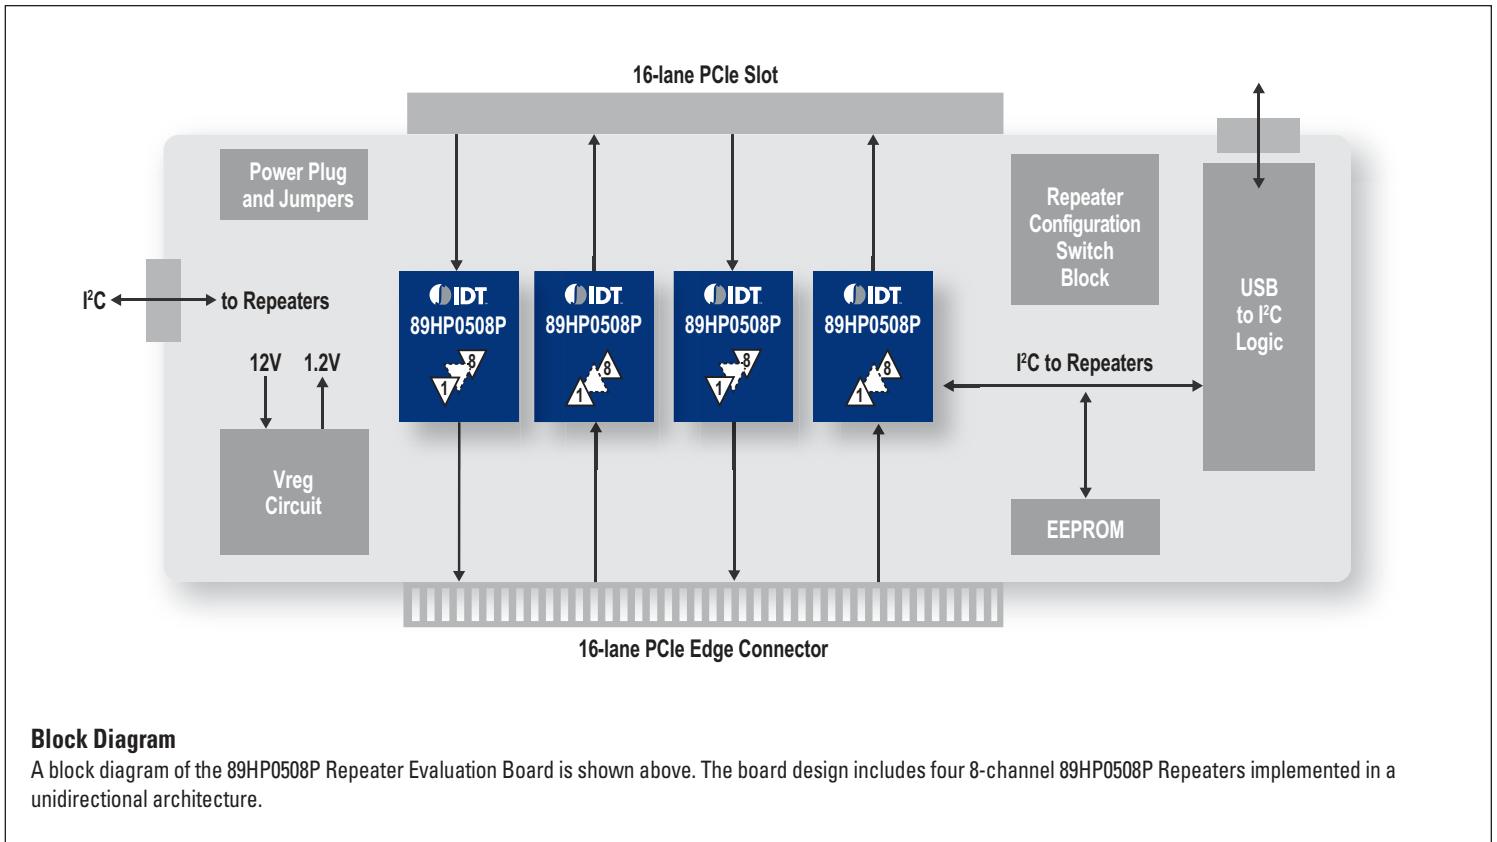 16-lane PCIe Slot
Power Plug
and Jumpers
I²C
to Repeaters
12V
1.2V
Vreg
Circuit
IDT
89HP0508P
8
1
IDT
89HP0508P
8
1
IDT
89HP0508P
8
1
IDT
89HP0508P
8
1
Repeater
Configuration
Switch
Block
I²C to Repeaters
EEPROM
USB
to I²C
Logic
16-lane PCIe Edge Connector
Block Diagram
A block diagram of the 89HP0508P Repeater Evaluation Board is shown above. The board design includes four 8-channel 89HP0508P Repeaters implemented in a
unidirectional architecture.